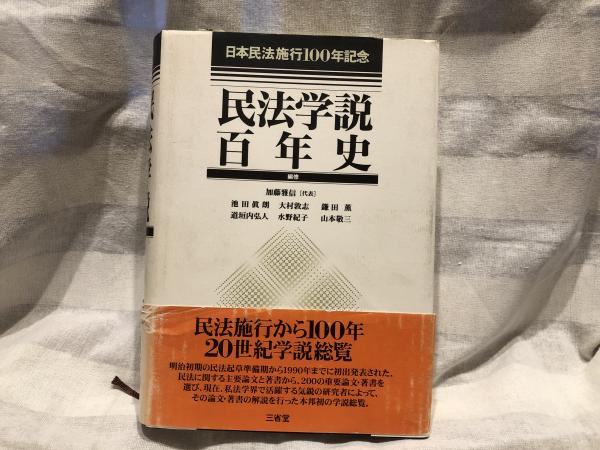 日本民法施行100年記念
民法学説
百年史
編修
加藤雅信〔代表〕
池田眞朗 大村敦志 鎌田薫
道垣内弘人 水野紀子 山本敬三
民法施行から100年
20世紀学説総覧
明治初期の民法起草準備期から1990年までに初出発表された、
民法に関する主要論文と著書から、200の重要論文・著書を
選び、現在、私法学界で活躍する気鋭の研究者によって、
その論文・著書の解説を行った本邦初の学説総覧。
三省堂